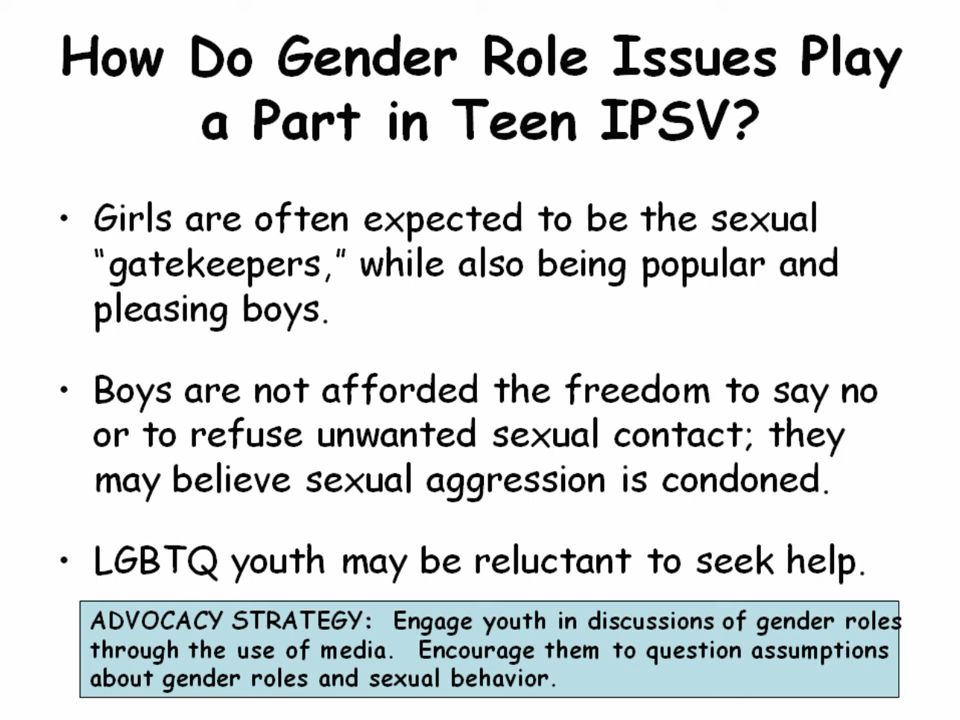 How Do Gender Role Issues Play
a Part in Teen IPSV?
• Girls are often expected to be the sexual
"gatekeepers," while also being popular and
pleasing boys.
• Boys are not afforded the freedom to say no
or to refuse unwanted sexual contact; they
may believe sexual aggression is condoned.
• LGBTQ youth may be reluctant to seek help.
ADVOCACY STRATEGY: Engage youth in discussions of gender roles
through the use of media. Encourage them to question assumptions
about gender roles and sexual behavior.